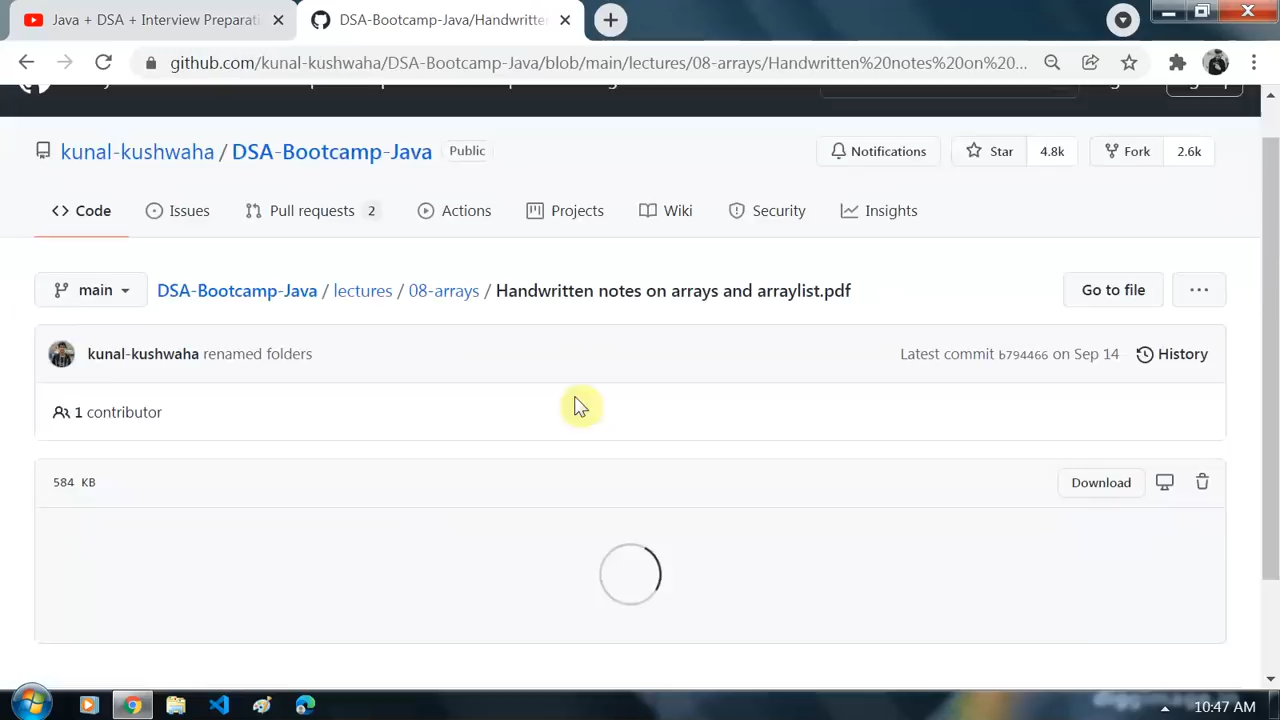 Java + DSA + Interview Preparati
DSA-Bootcamp-Java/Handwritte
github.com/kunal-kushwaha/DSA-Bootcamp-Java/blob/main/lectures/08-arrays/Handwritten%20notes%20on%20...
kunal-kushwaha / DSA-Bootcamp-Java Public
Notifications Star 4.8k Fork 2.6k
Code Issues Pull requests 2 Actions Projects Wiki Security Insights
main DSA-Bootcamp-Java / lectures / 08-arrays / Handwritten notes on arrays and arraylist.pdf Go to file ...
kunal-kushwaha renamed folders Latest commit b794466 on Sep 14 History
1 contributor
584 KB Download
10:47 AM